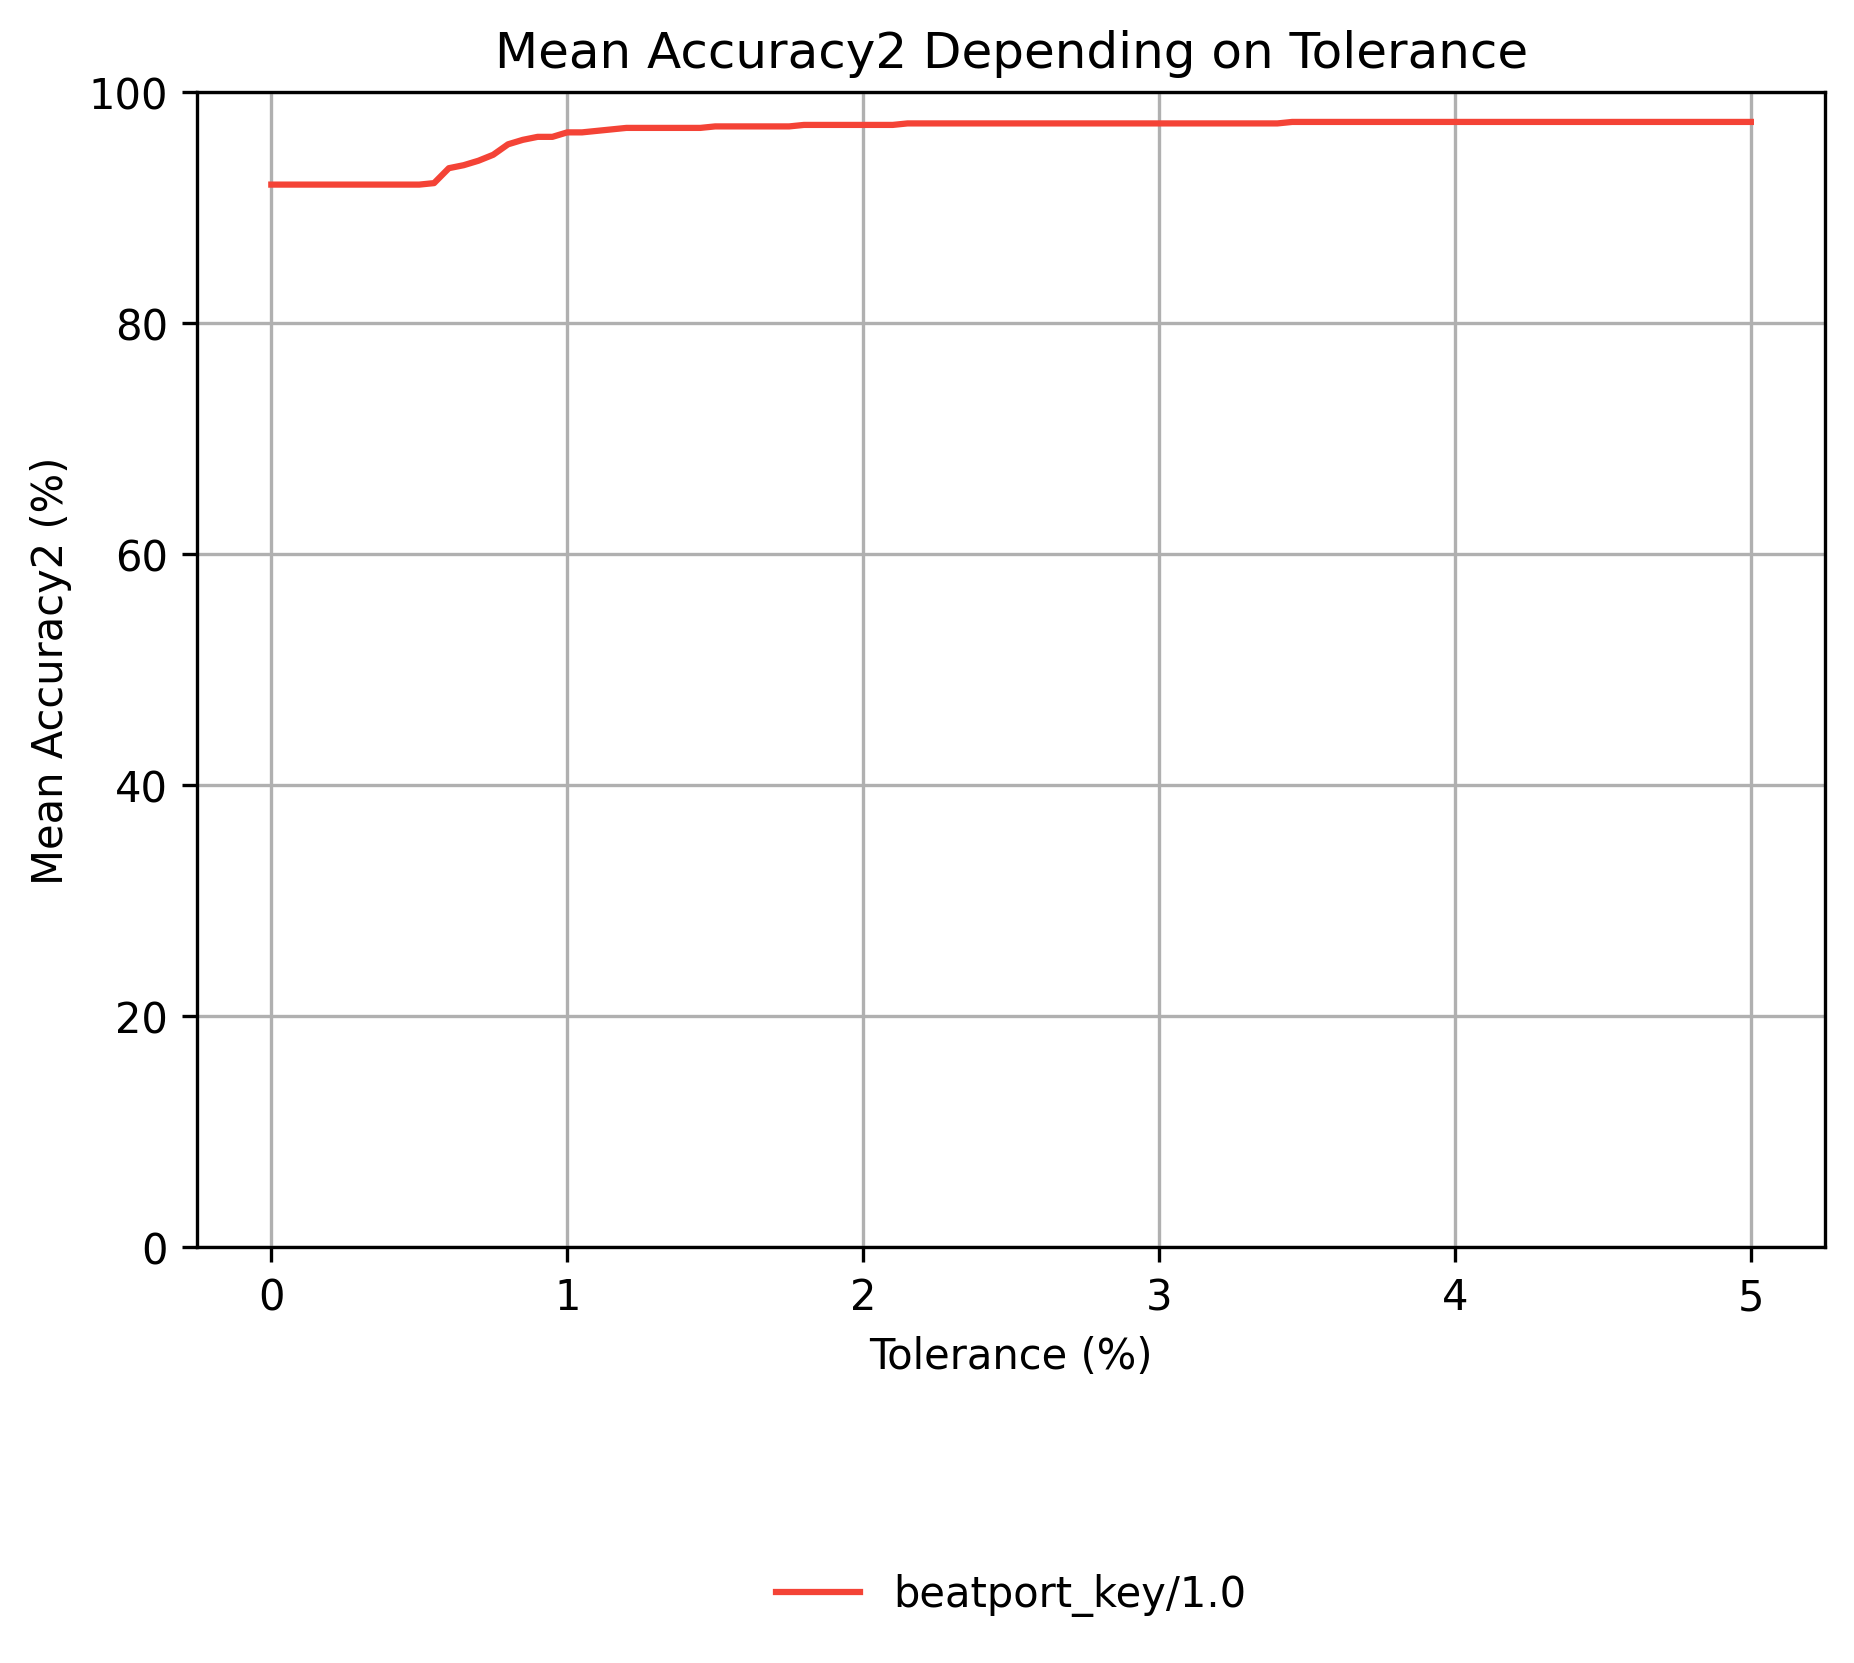 Mean Accuracy2 Depending on Tolerance
100
80
60
40
20
0
Mean Accuracy2 (%)
0 1 2 3 4 5
Tolerance (%)
beatport_key/1.0